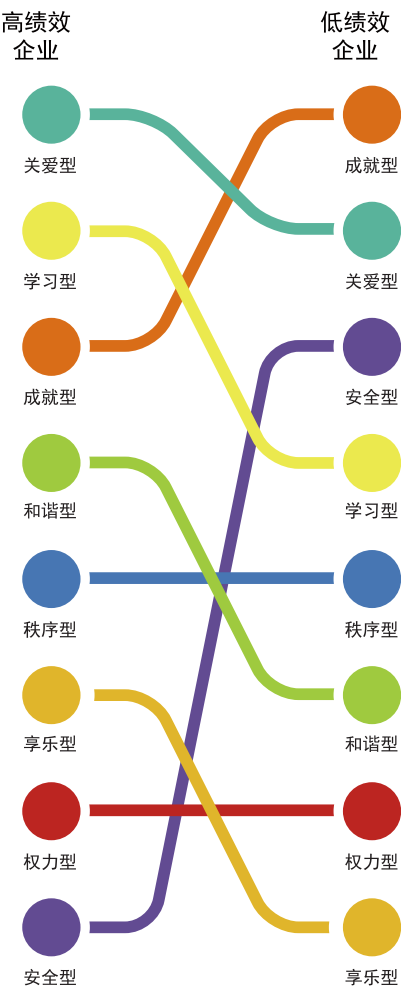 高绩效
企业
低绩效
企业
关爱型
成就型
学习型
关爱型
成就型
安全型
和谐型
学习型
秩序型
秩序型
享乐型
和谐型
权力型
权力型
安全型
享乐型